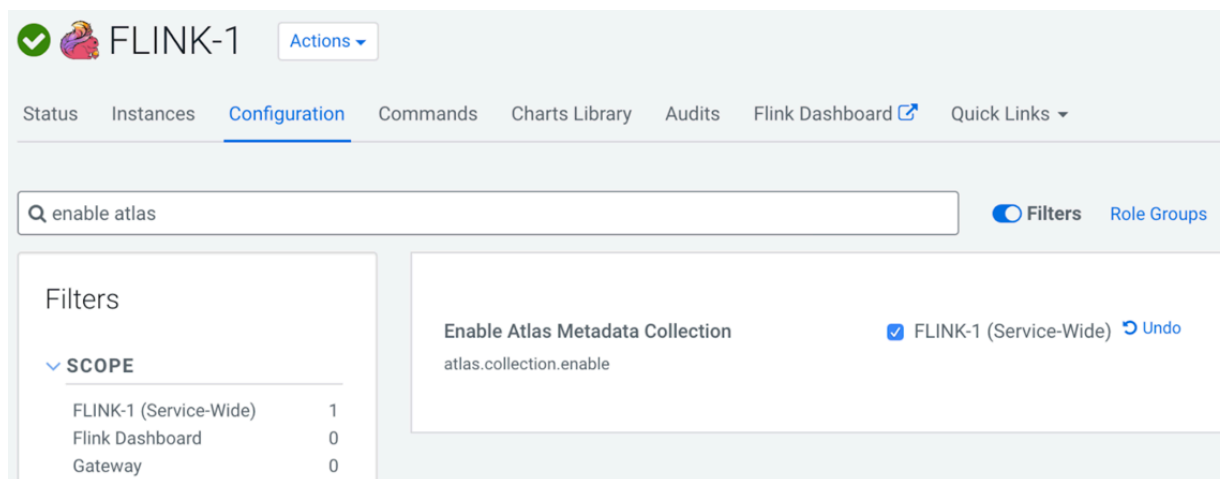 FLINK-1 Actions
Status Instances Configuration Commands Charts Library Audits Flink Dashboard Quick Links
enable atlas Filters Role Groups
Filters
SCOPE
FLINK-1 (Service-Wide) 1
Flink Dashboard 0
Gateway 0
Enable Atlas Metadata Collection FLINK-1 (Service-Wide) Undo
atlas.collection.enable